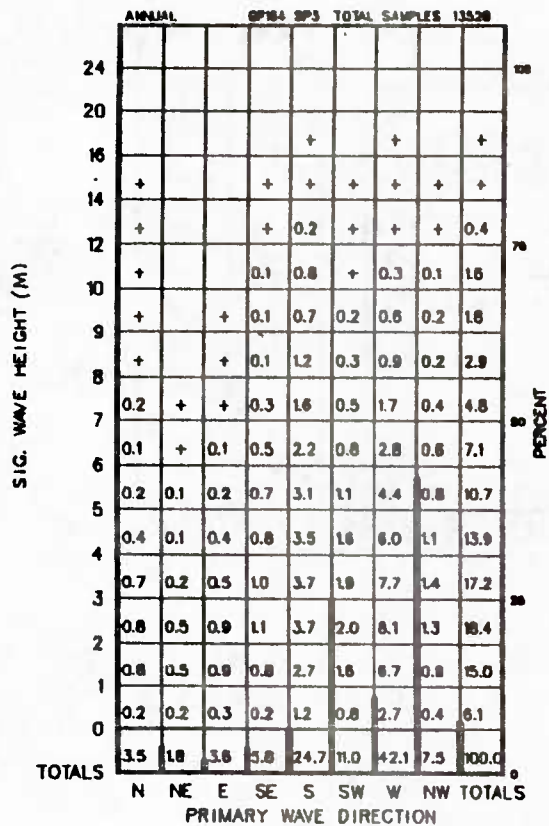 ANNUAL GP164 SP3 TOTAL SAMPLES 13528
SIG. WAVE HEIGHT (M)
PERCENT
24 100
20
+ + +
16
+ + + + + + +
14
+ + 0.2 + + + 0.4
12 75
+ 0.1 0.8 + 0.3 0.1
10
+ + 0.1 0.7 0.2 0.6 0.2
9
+ + 0.1 1.2 0.3 0.9 0.2 2.9
8
0.2 + + 0.3 1.6 0.5 1.7 0.4 4.8
7 50
0.1 + 0.1 0.5 2.2 0.8 2.8 0.6 7.1
6
0.2 0.1 0.2 0.7 3.1 1.1 4.4 0.8 10.7
5
0.4 0.1 0.4 0.8 3.5 1.6 6.0 1.1 13.9
4
0.7 0.2 0.5 1.0 3.7 1.9 7.7 1.4 17.2
3 25
0.8 0.5 0.9 1.1 3.7 2.0 8.1 1.3 18.4
2
0.8 0.5 0.9 0.8 2.7 1.6 6.7 0.9 15.0
1
0.2 0.2 0.3 0.2 1.2 0.8 2.7 0.4 6.1
0
TOTALS 3.5 1.8 3.6 5.8 24.7 11.0 42.1 7.5 100.0 0
N NE E SE S SW W NW TOTALS
PRIMARY WAVE DIRECTION